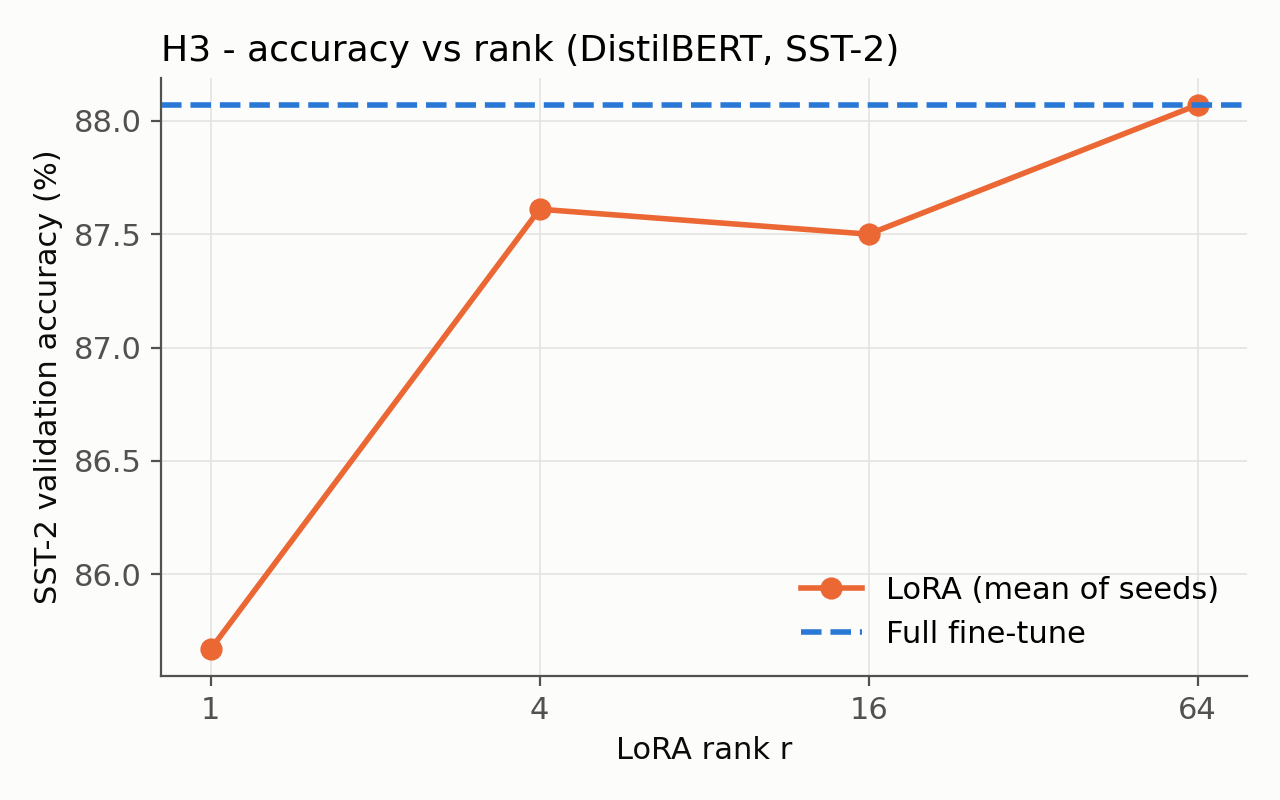 H3 - accuracy vs rank (DistilBERT, SST-2)
SST-2 validation accuracy (%)
88.0
87.5
87.0
86.5
86.0
LoRA (mean of seeds)
Full fine-tune
1 4 16 64
LoRA rank r